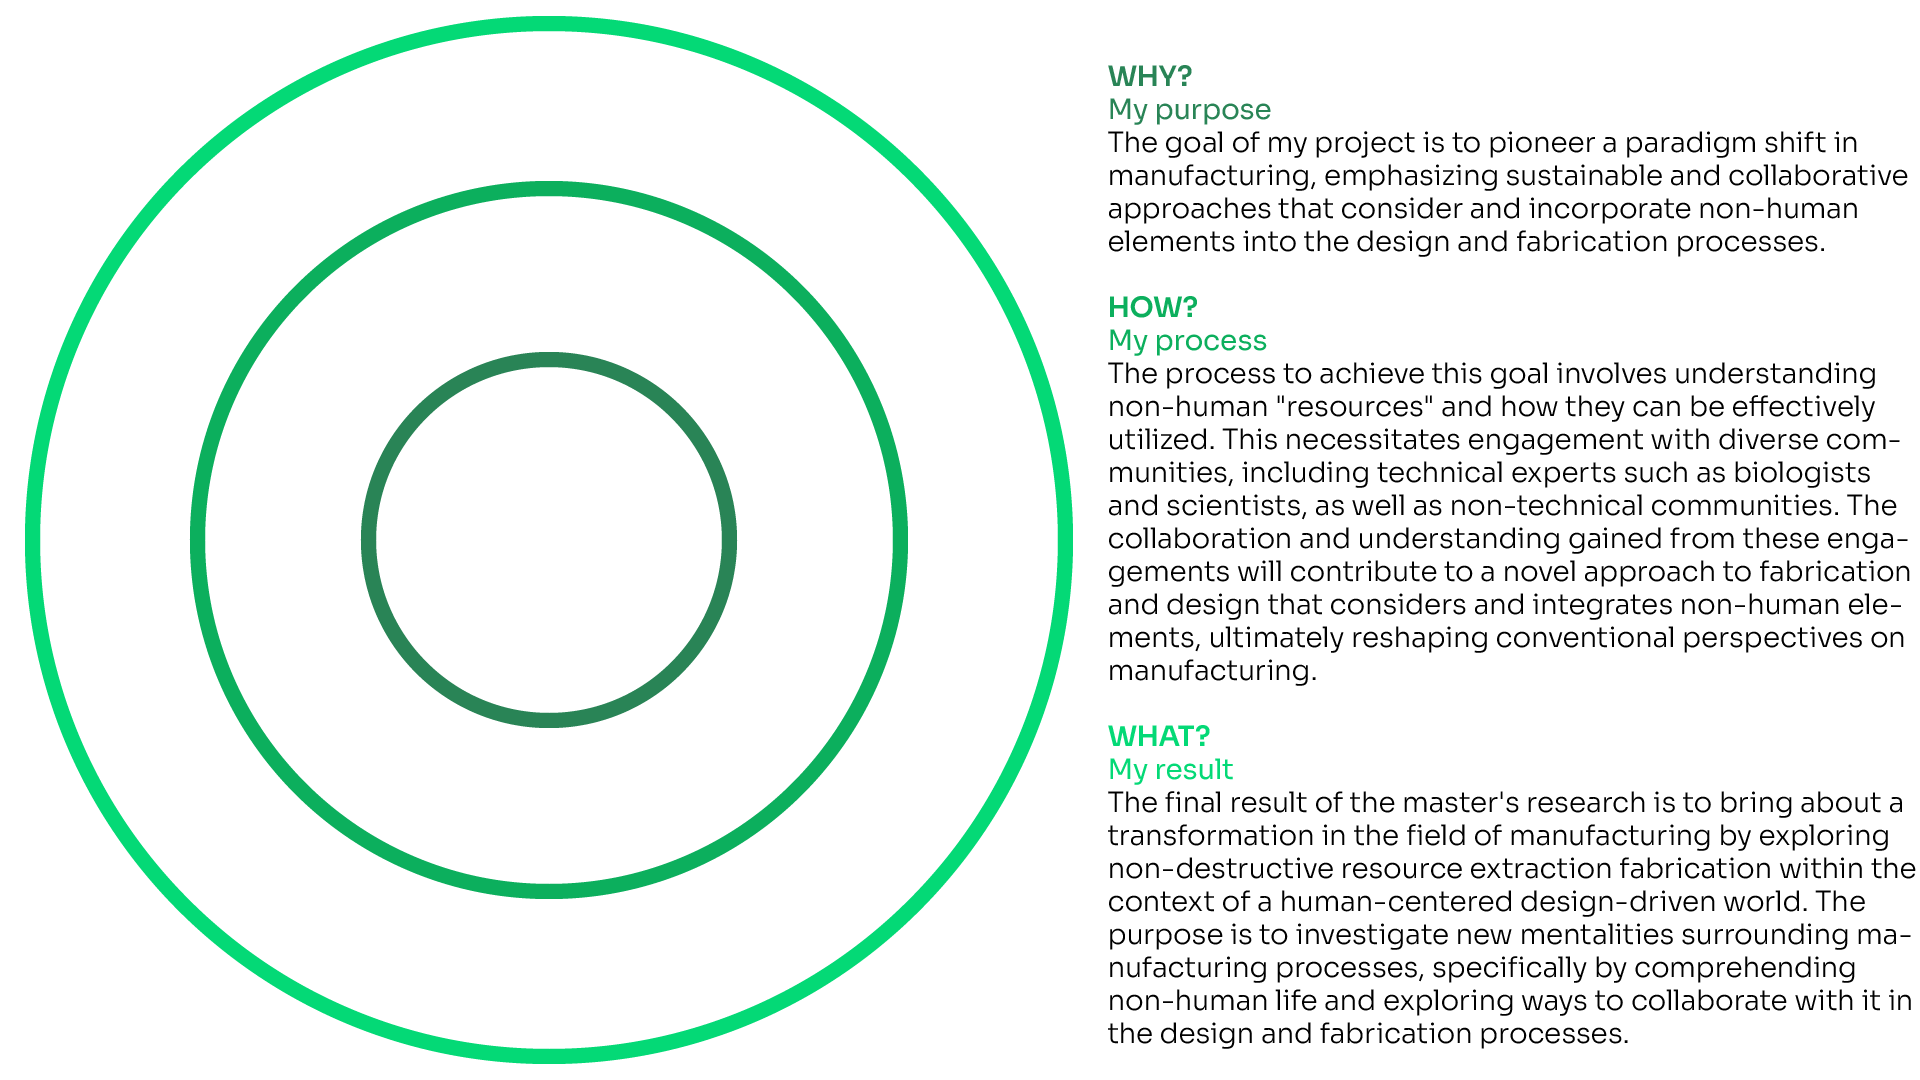 WHY?
My purpose
The goal of my project is to pioneer a paradigm shift in
manufacturing, emphasizing sustainable and collaborative
approaches that consider and incorporate non-human
elements into the design and fabrication processes.
HOW?
My process
The process to achieve this goal involves understanding
non-human "resources" and how they can be effectively
utilized. This necessitates engagement with diverse com-
munities, including technical experts such as biologists
and scientists, as well as non-technical communities. The
collaboration and understanding gained from these enga-
gements will contribute to a novel approach to fabrication
and design that considers and integrates non-human ele-
ments, ultimately reshaping conventional perspectives on
manufacturing.
WHAT?
My result
The final result of the master's research is to bring about a
transformation in the field of manufacturing by exploring
non-destructive resource extraction fabrication within the
context of a human-centered design-driven world. The
purpose is to investigate new mentalities surrounding ma-
nufacturing processes, specifically by comprehending
non-human life and exploring ways to collaborate with it in
the design and fabrication processes.